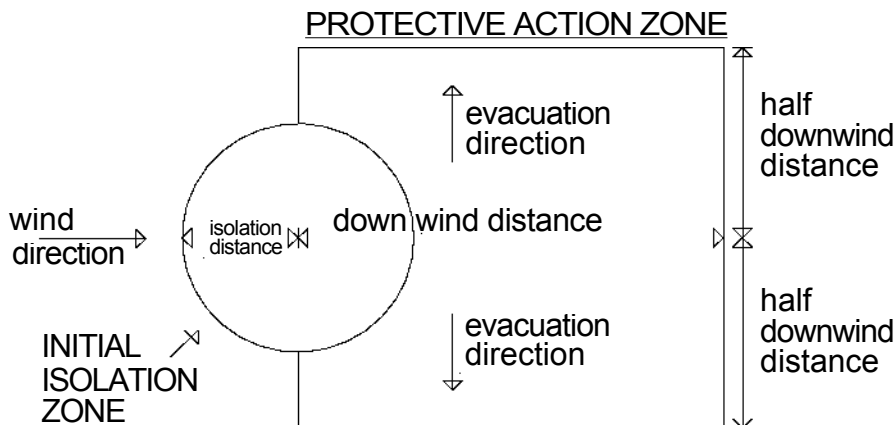 PROTECTIVE ACTION ZONE
evacuation
direction
half
downwind
distance
wind
direction
isolation
distance
down wind distance
evacuation
direction
half
downwind
distance
INITIAL
ISOLATION
ZONE